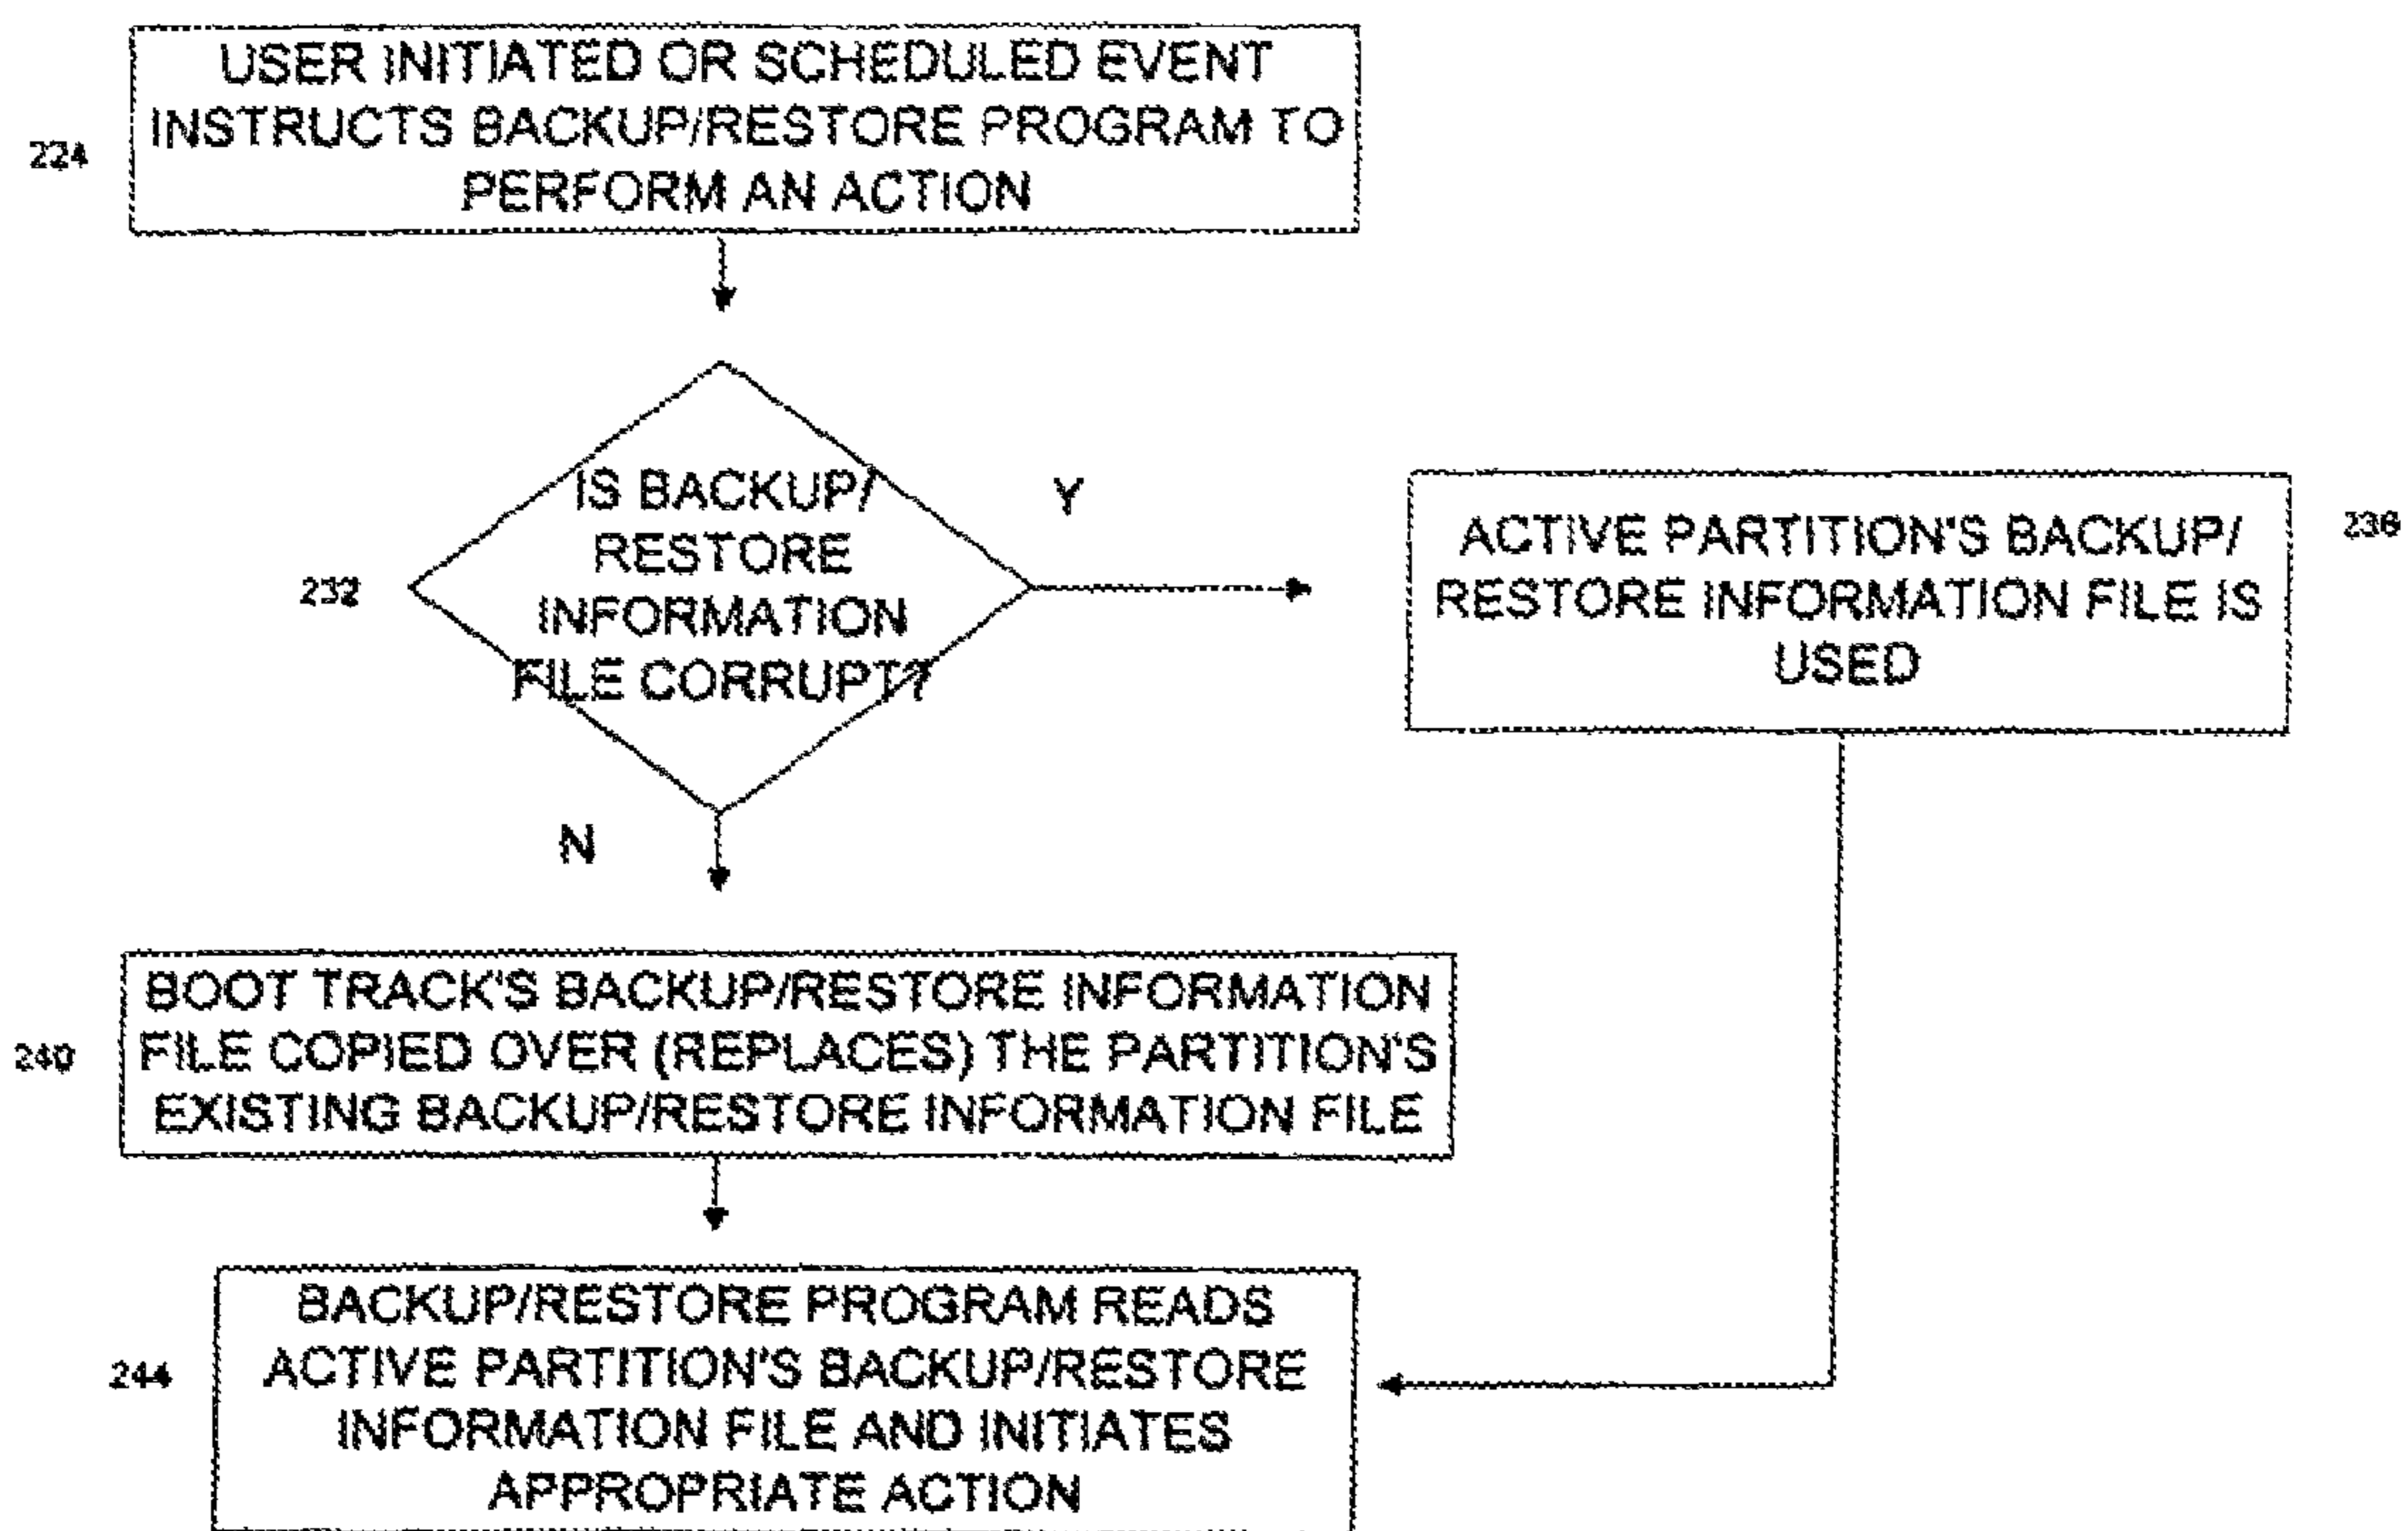 USER INITIATED OR SCHEDULED EVENT
INSTRUCTS BACKUP/RESTORE PROGRAM TO
PERFORM AN ACTION
224
IS BACKUP/
RESTORE
INFORMATION
FILE CORRUPT?
232
Y
N
ACTIVE PARTITION'S BACKUP/
RESTORE INFORMATION FILE IS
USED
236
BOOT TRACK'S BACKUP/RESTORE INFORMATION
FILE COPIED OVER (REPLACES) THE PARTITION'S
EXISTING BACKUP/RESTORE INFORMATION FILE
240
BACKUP/RESTORE PROGRAM READS
ACTIVE PARTITION'S BACKUP/RESTORE
INFORMATION FILE AND INITIATES
APPROPRIATE ACTION
244